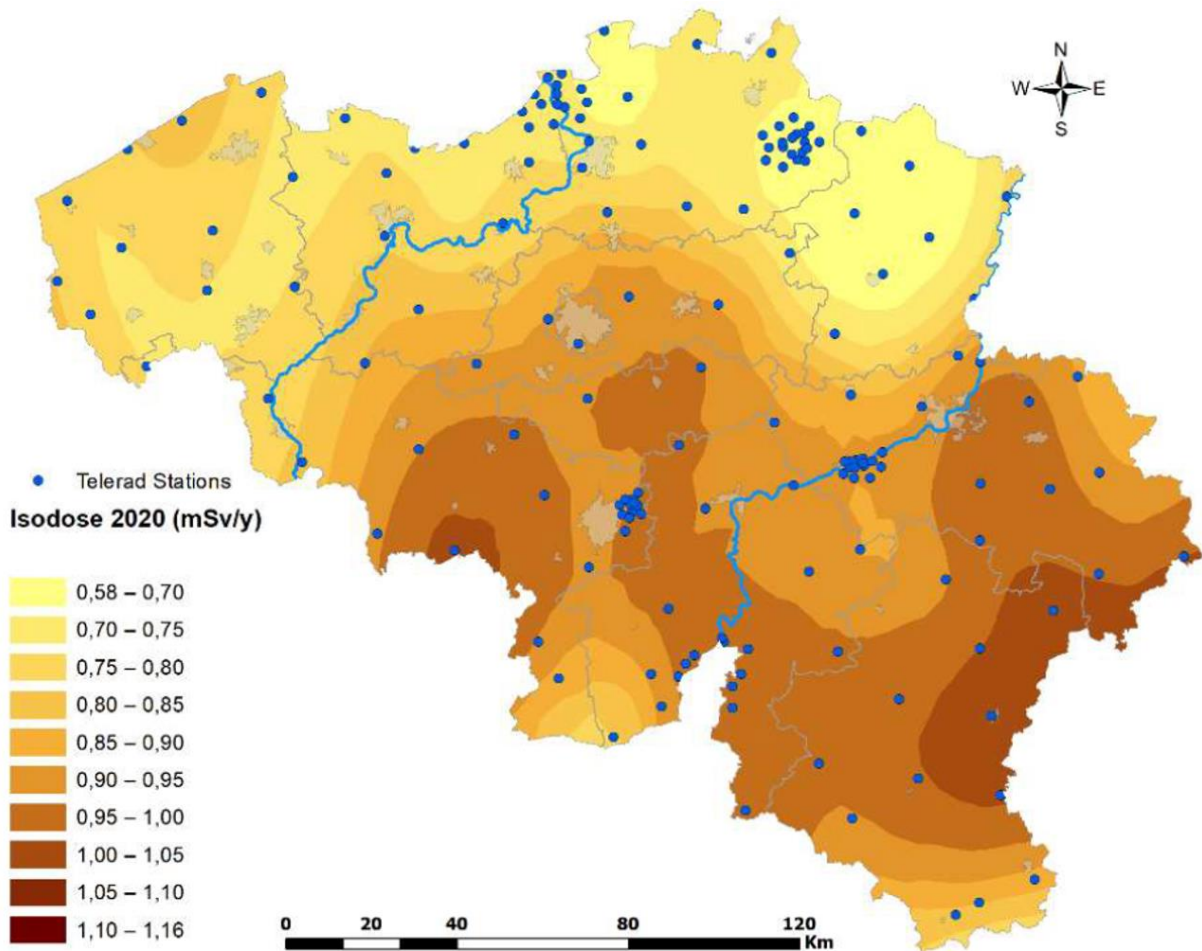 N
W E
S
Telerad Stations
Isodose 2020 (mSv/y)
0,58 – 0,70
0,70 – 0,75
0,75 – 0,80
0,80 – 0,85
0,85 – 0,90
0,90 – 0,95
0,95 – 1,00
1,00 – 1,05
1,05 – 1,10
1,10 – 1,16
0 20 40 80 120
Km